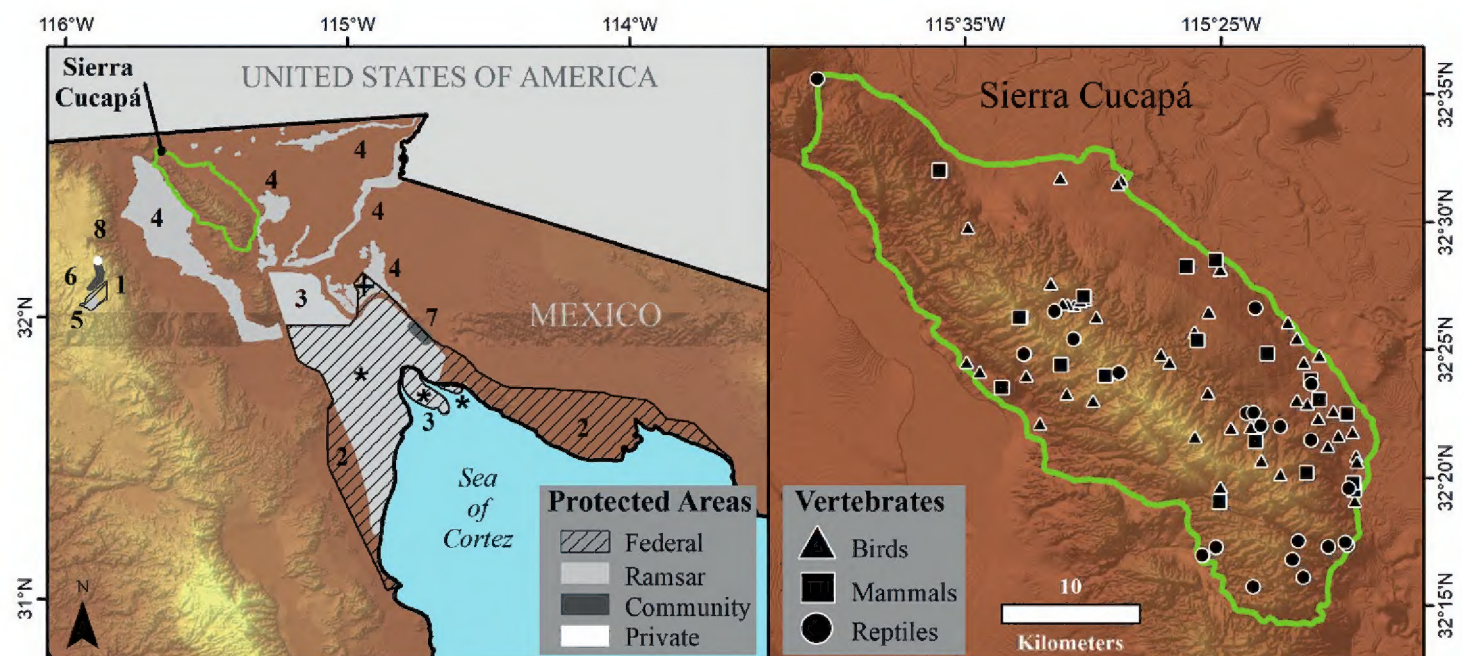 116°W
115°W
114°W
Sierra
Cucapá
UNITED STATES OF AMERICA
4
4
4
4
8
6
1
5
4
3
MEXICO
7
32°N
*
*
*
3
2
2
Sea
of
Cortez
31°N
N
Protected Areas
Federal
Ramsar
Community
Private
115°35'W
115°25'W
Sierra Cucapá
32°35'N
32°30'N
32°25'N
32°20'N
32°15'N
Vertebrates
Birds
Mammals
Reptiles
10
Kilometers